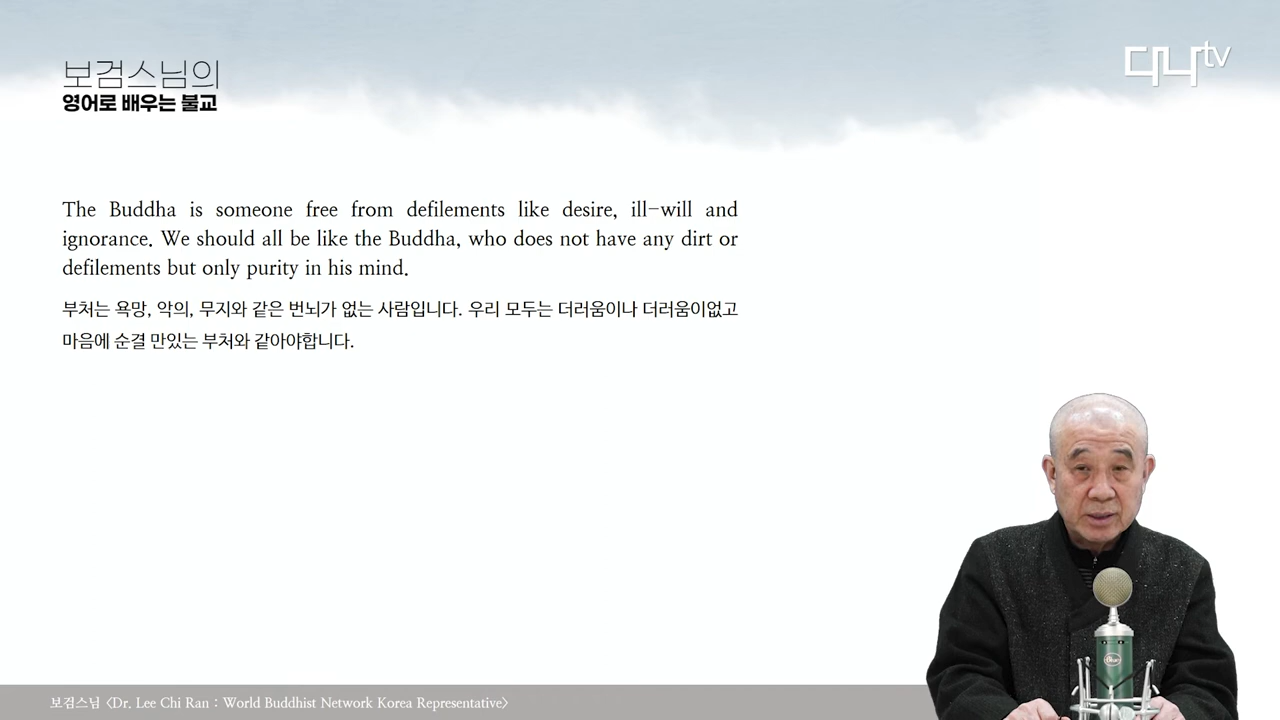 보검스님의
영어로 배우는 불교
디나tv
The Buddha is someone free from defilements like desire, ill-will and
ignorance. We should all be like the Buddha, who does not have any dirt or
defilements but only purity in his mind.
부처는 욕망, 악의, 무지와 같은 번뇌가 없는 사람입니다. 우리 모두는 더러움이나 더러움이없고
마음에 순결 만있는 부처와 같아야합니다.
Blue
보검스님 <Dr. Lee Chi Ran : World Buddhist Network Korea Representative>